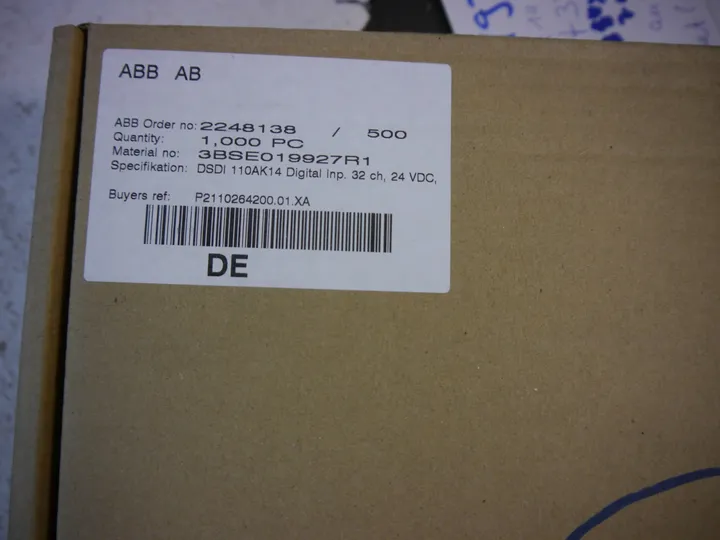 ABB AB
ABB Order no: 2248138 / 500
Quantity: 1,000 PC
Material no: 3BSE019927R1
Specifikation: DSDI 110AK14 Digital Inp. 32 ch, 24 VDC,
Buyers ref: P2110264200.01.XA
DE